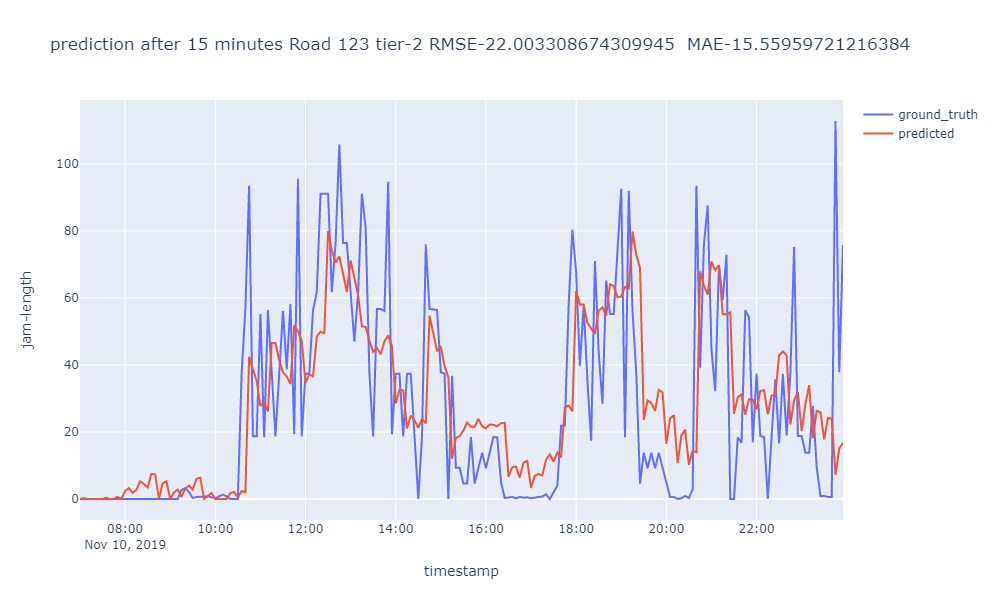 prediction after 15 minutes Road 123 tier-2 RMSE-22.003308674309945  MAE-15.55959721216384
ground_truth
predicted
jam-length
100
80
60
40
20
0
08:00 10:00 12:00 14:00 16:00 18:00 20:00 22:00
Nov 10, 2019
timestamp